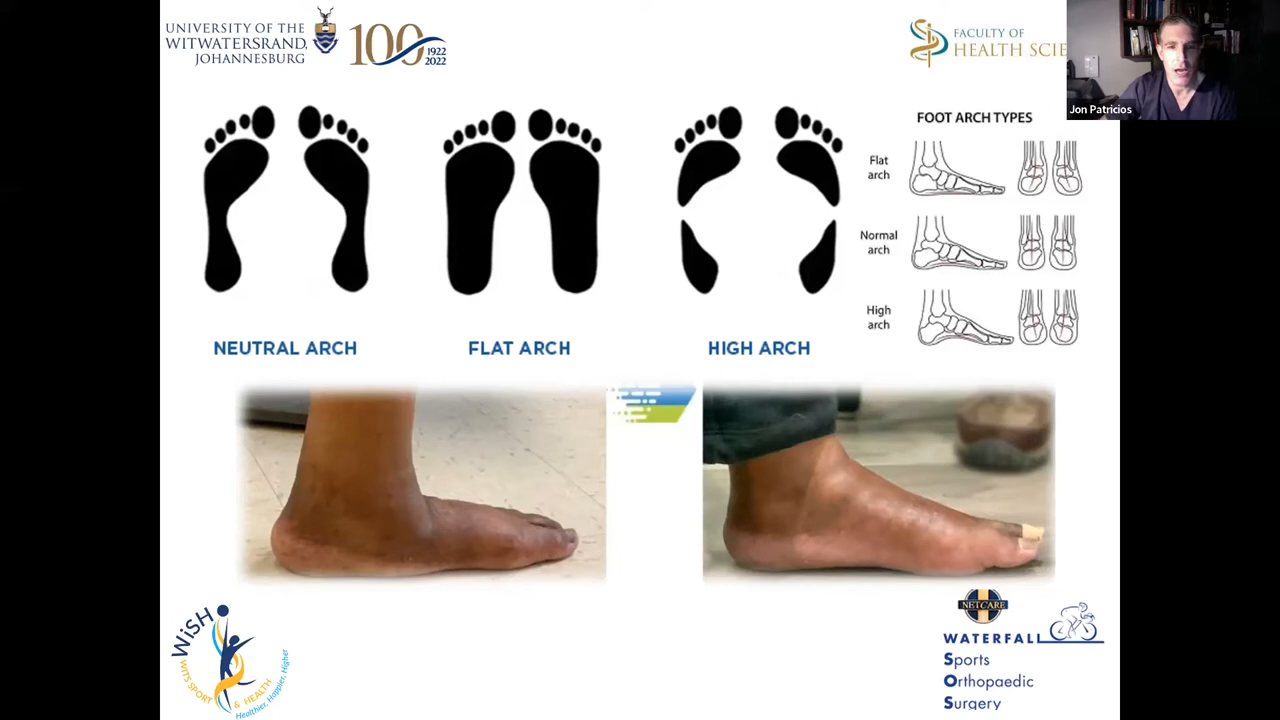 UNIVERSITY OF THE
WITWATERSRAND,
JOHANNESBURG
100 1922
2022
FACULTY OF
HEALTH SCIE
Jon Patricios
FOOT ARCH TYPES
Flat
arch
Normal
arch
High
arch
NEUTRAL ARCH
FLAT ARCH
HIGH ARCH
WiSH
WITS SPORT & HEALTH
Healthier, Happier, Higher
NETCARE
WATERFALL
Sports
Orthopaedic
Surgery